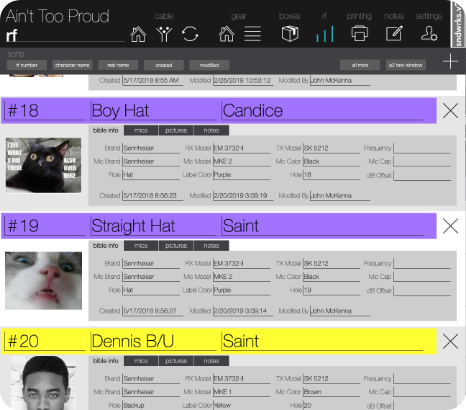 Ain't Too Proud
cable gear boxes rf printing notes settings
rf
sndwrks.
sorts
rf number character name mic name created modified all mics a2 text window
Created 5/17/2018 8:55 AM Modified 2/26/2019 10:53:12 Modified By John McKenna
#18 Boy Hat Candice
bible info mics pictures notes
I SEE
WHAT
U DID ALSO
THERE OVER
HERE
Brand Sennheiser RX Model EM 3732-II TX Model SK 5212 Frequency
Mic Brand Sennheiser Mic Model MKE 2 Mic Color Black Mic Cap
Role Hat Label Color Purple Hole 18 dB Offset
Created 5/17/2018 8:56:23 Modified 2/20/2019 3:09:19 Modified By John McKenna
#19 Straight Hat Saint
bible info mics pictures notes
Brand Sennheiser RX Model EM 3732-II TX Model SK 5212 Frequency
Mic Brand Sennheiser Mic Model MKE 2 Mic Color Black Mic Cap
Role Hat Label Color Purple Hole 19 dB Offset
Created 5/17/2018 8:56:27 Modified 2/20/2019 3:09:14 Modified By John McKenna
#20 Dennis B/U Saint
bible info mics pictures notes
Brand Sennheiser RX Model EM 3732-II TX Model SK 5212 Frequency
Mic Brand Sennheiser Mic Model MKE 2 Mic Color Brown Mic Cap
Role Backup Label Color Yellow Hole 20 dB Offset